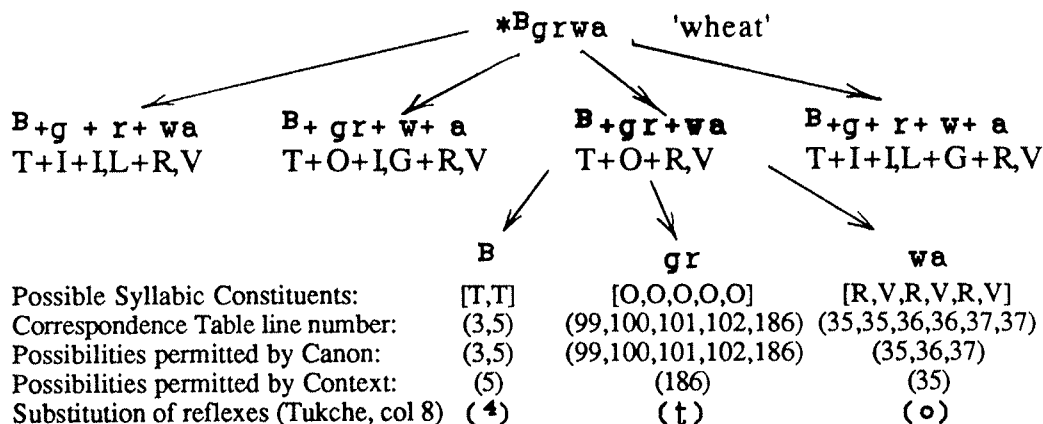 *ᴮgrwa 'wheat'
ᴮ+g + r+ wa ᴮ+ gr+ w+ a ᴮ+gr+wa ᴮ+g+ r+ w+ a
T+I+I,L+R,V T+O+I,G+R,V T+O+R,V T+I+I,L+G+R,V
B gr wa
Possible Syllabic Constituents: [T,T] [O,O,O,O,O] [R,V,R,V,R,V]
Correspondence Table line number: (3,5) (99,100,101,102,186) (35,35,36,36,37,37)
Possibilities permitted by Canon: (3,5) (99,100,101,102,186) (35,36,37)
Possibilities permitted by Context: (5) (186) (35)
Substitution of reflexes (Tukche, col 8) (⁴) (ʈ) (o)